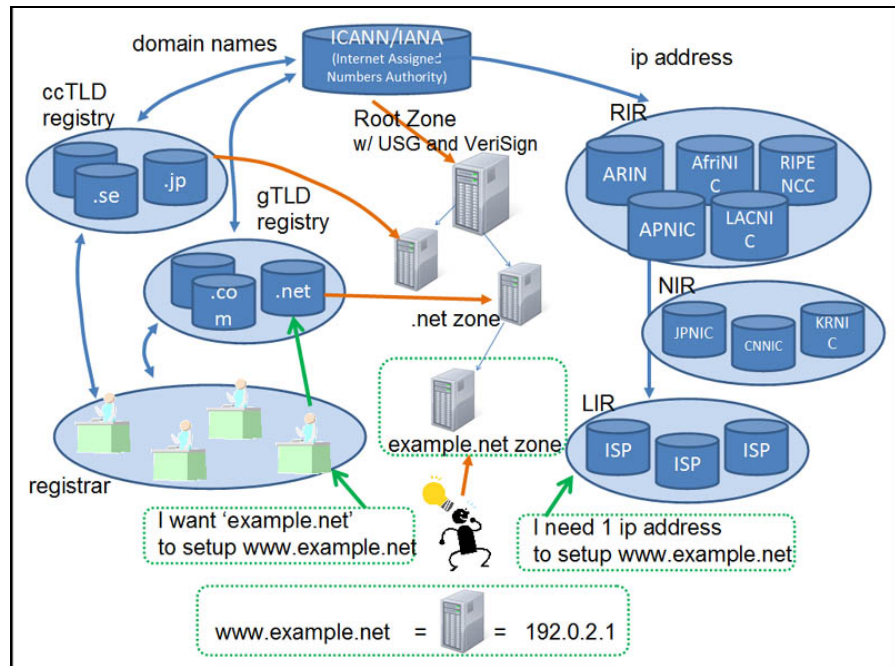 ICANN/IANA
(Internet Assigned
Numbers Authority)
domain names
ip address
ccTLD
registry
.se
.jp
Root Zone
w/ USG and VeriSign
RIR
ARIN
AfriNI
C
RIPE
NCC
APNIC
LACNI
C
gTLD
registry
.co
m
.net
.net zone
NIR
JPNIC
CNNIC
KRNI
C
example.net zone
LIR
ISP
ISP
ISP
registrar
I want ‘example.net’
to setup www.example.net
I need 1 ip address
to setup www.example.net
www.example.net = = 192.0.2.1